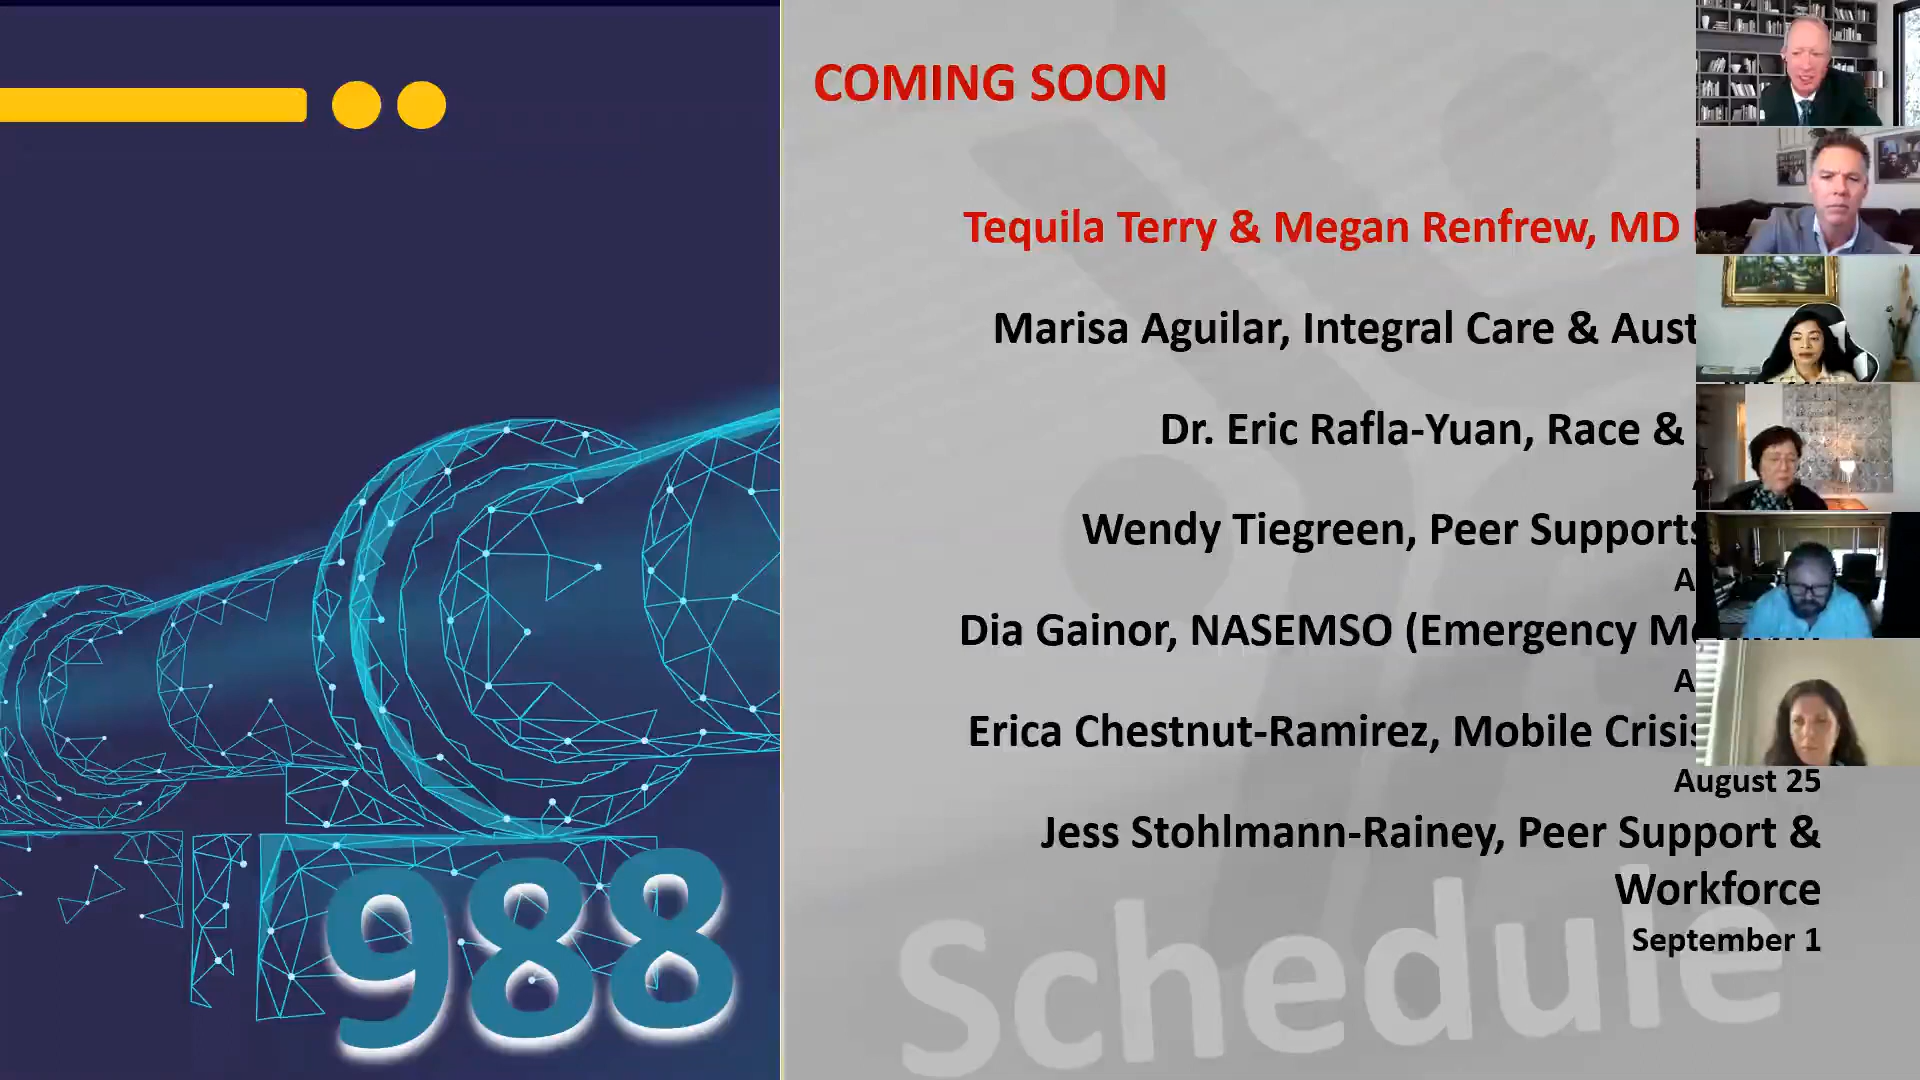 COMING SOON
Tequila Terry & Megan Renfrew, MD
Marisa Aguilar, Integral Care &
Dr. Eric Rafla-Yuan, Race &
Wendy Tiegreen, Peer Supports
Dia Gainor, NASEMSO (Emergency
Erica Chestnut-Ramirez, Mobile Crisis
August 25
Jess Stohlmann-Rainey, Peer Support &
Workforce
September 1
Schedule
988